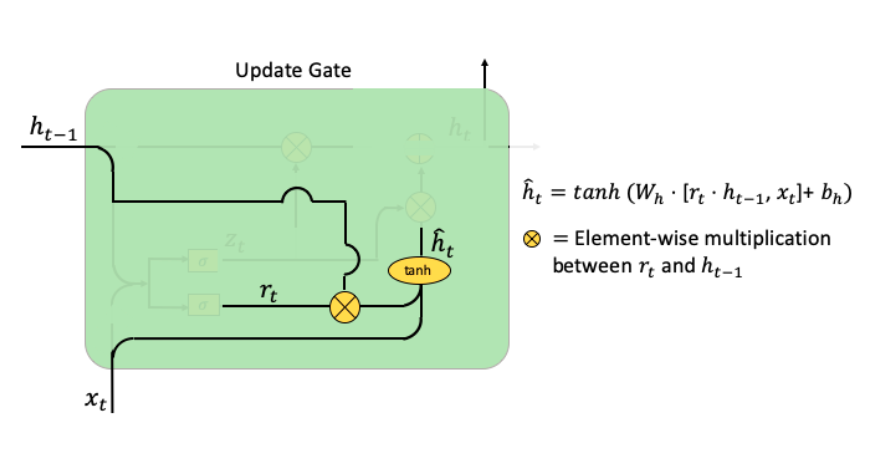 Update Gate
h_{t−1}
h_t
ĥ_t = tanh (W_h · [r_t · h_{t−1}, x_t]+ b_h)
z_t
ĥ_t
⊗ = Element-wise multiplication
between r_t and h_{t−1}
σ
tanh
r_t
σ
x_t